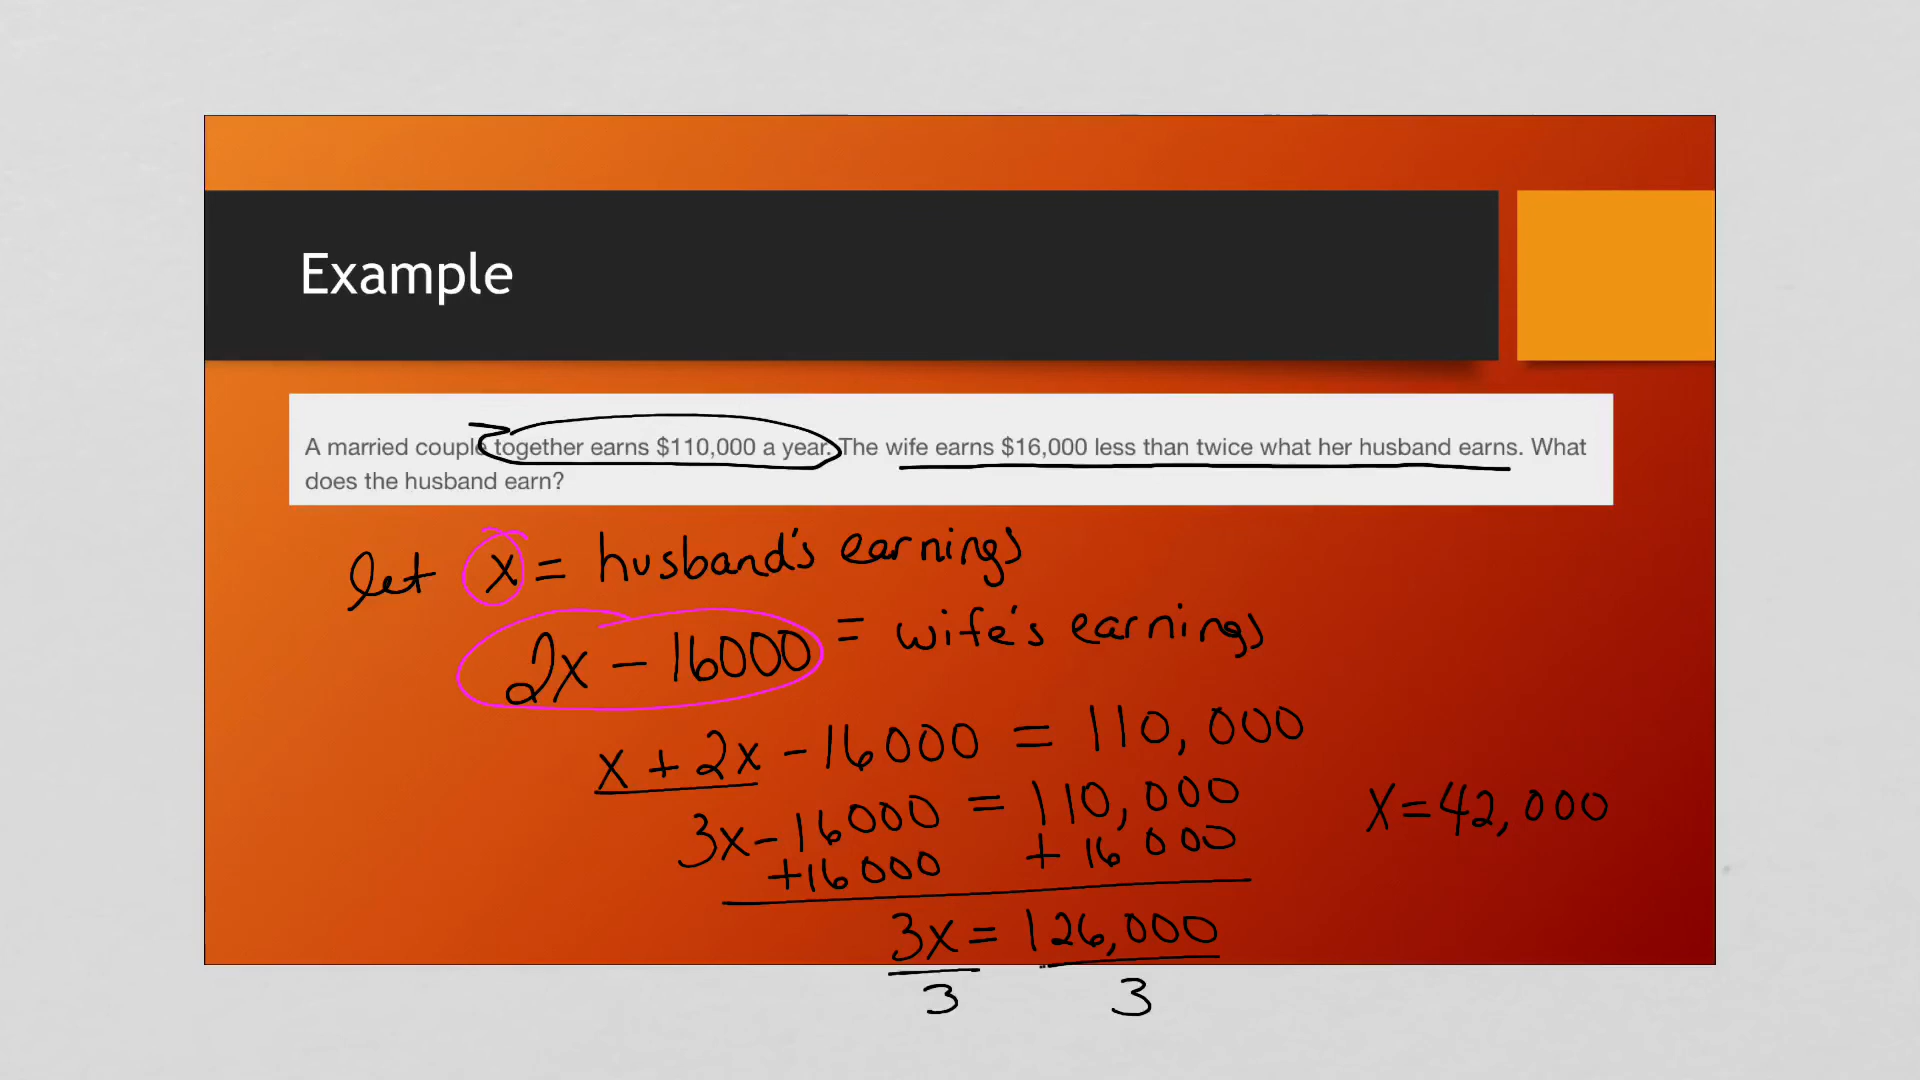 Example
A married couple together earns $110,000 a year. The wife earns $16,000 less than twice what her husband earns. What
does the husband earn?
let x = husband's earnings
2x - 16000 = wife's earnings
x + 2x - 16000 = 110,000
3x - 16000 = 110,000
+16000 + 16000
x = 42,000
3x = 126,000
3 3